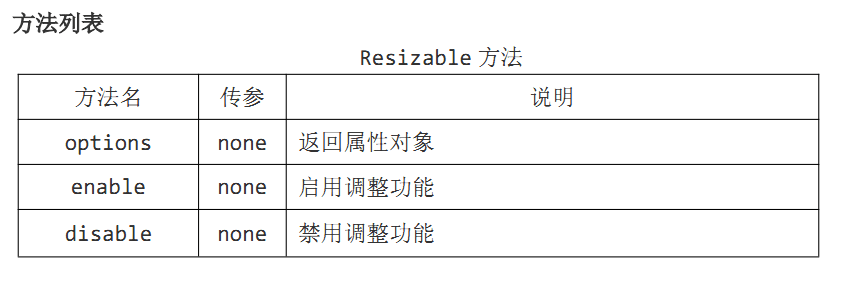 方法列表
Resizable 方法
方法名 传参 说明
options none 返回属性对象
enable none 启用调整功能
disable none 禁用调整功能